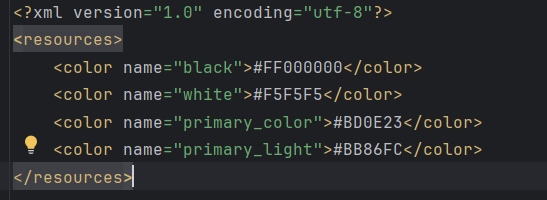 <?xml version="1.0" encoding="utf-8"?>
<resources>
    <color name="black">#FF000000</color>
    <color name="white">#F5F5F5</color>
    <color name="primary_color">#BD0E23</color>
    <color name="primary_light">#BB86FC</color>
</resources>